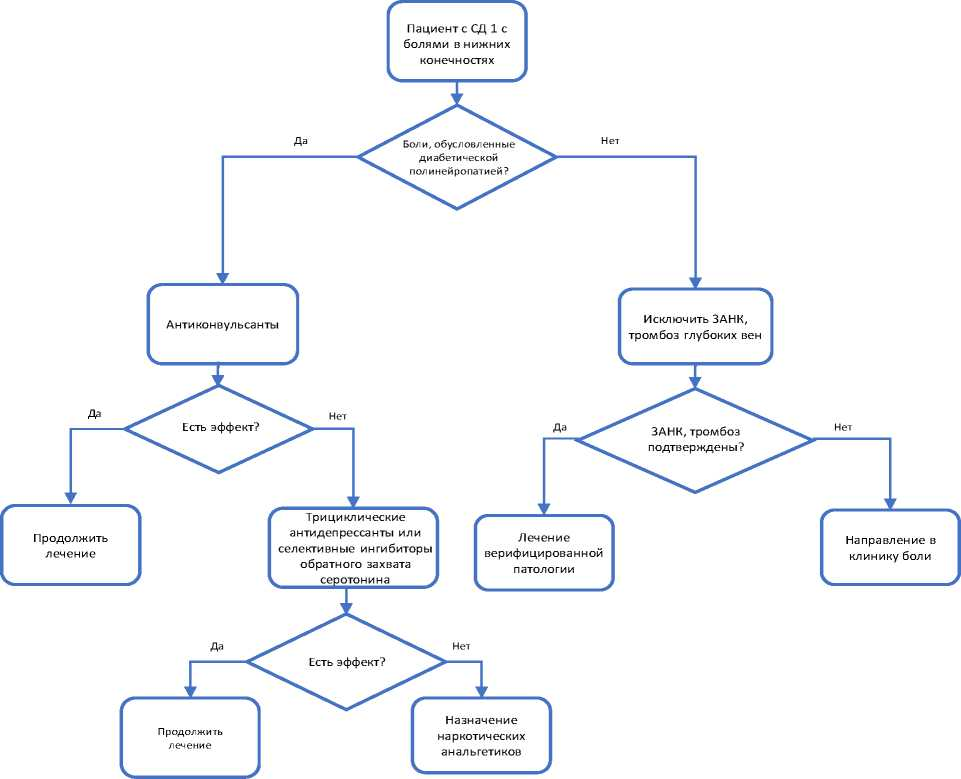 Пациент с СД 1 с
болями в нижних
конечностях
Да
Боли, обусловленные
диабетической
полинейропатией?
Нет
Антиконвульсанты
Исключить ЗАНК,
тромбоз глубоких вен
Да
Есть эффект?
Нет
Да
ЗАНК, тромбоз
подтверждены?
Нет
Продолжить
лечение
Трициклические
антидепрессанты или
селективные ингибиторы
обратного захвата
серотонина
Лечение
верифицированной
патологии
Направление в
клинику боли
Да
Есть эффект?
Нет
Продолжить
лечение
Назначение
наркотических
анальгетиков